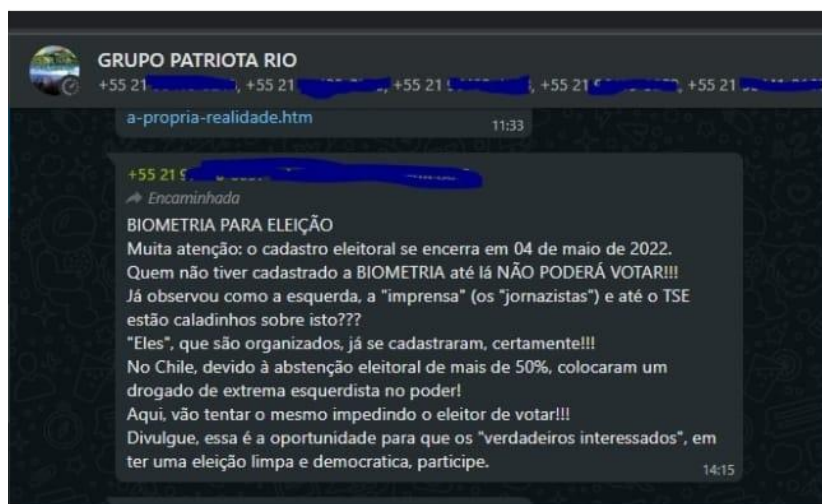 GRUPO PATRIOTA RIO
+55 21 +55 21 +55 21 +55 21 +55 21
a-propria-realidade.htm
11:33
+55 21 9
Encaminhada
BIOMETRIA PARA ELEIÇÃO
Muita atenção: o cadastro eleitoral se encerra em 04 de maio de 2022.
Quem não tiver cadastrado a BIOMETRIA até lá NÃO PODERÁ VOTAR!!!
Já observou como a esquerda, a "imprensa" (os "jornazistas") e até o TSE
estão caladinhos sobre isto???
"Eles", que são organizados, já se cadastraram, certamente!!!
No Chile, devido à abstenção eleitoral de mais de 50%, colocaram um
drogado de extrema esquerdista no poder!
Aqui, vão tentar o mesmo impedindo o eleitor de votar!!!
Divulgue, essa é a oportunidade para que os "verdadeiros interessados", em
ter uma eleição limpa e democratica, participe.
14:15